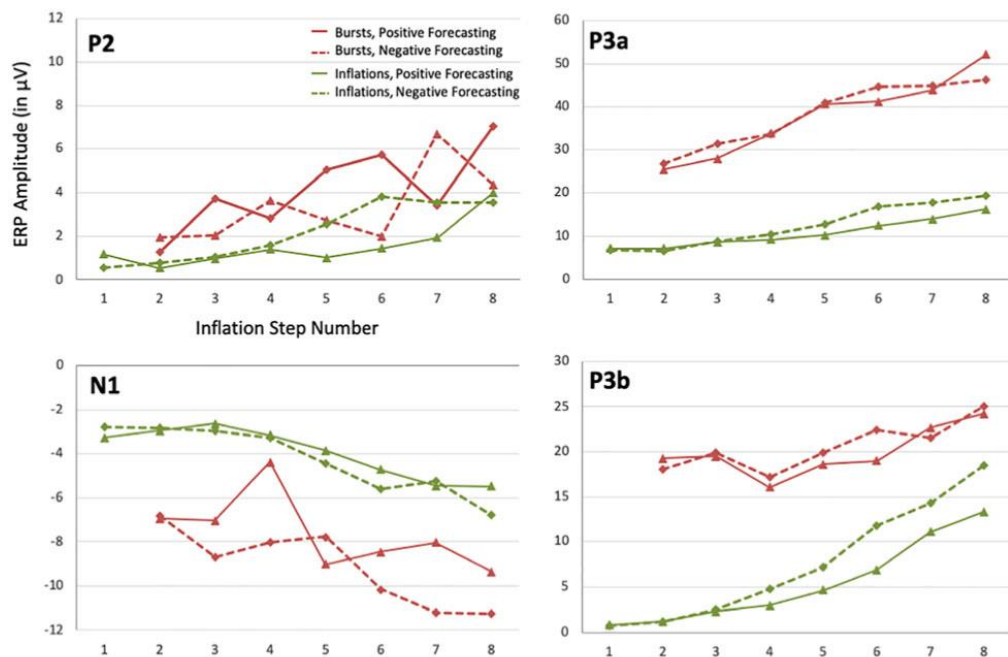 P2
Bursts, Positive Forecasting
Bursts, Negative Forecasting
Inflations, Positive Forecasting
Inflations, Negative Forecasting
ERP Amplitude (in μV)
12
10
8
6
4
2
0
1 2 3 4 5 6 7 8
Inflation Step Number
P3a
60
50
40
30
20
10
0
1 2 3 4 5 6 7 8
N1
0
-2
-4
-6
-8
-10
-12
1 2 3 4 5 6 7 8
P3b
30
25
20
15
10
5
0
1 2 3 4 5 6 7 8